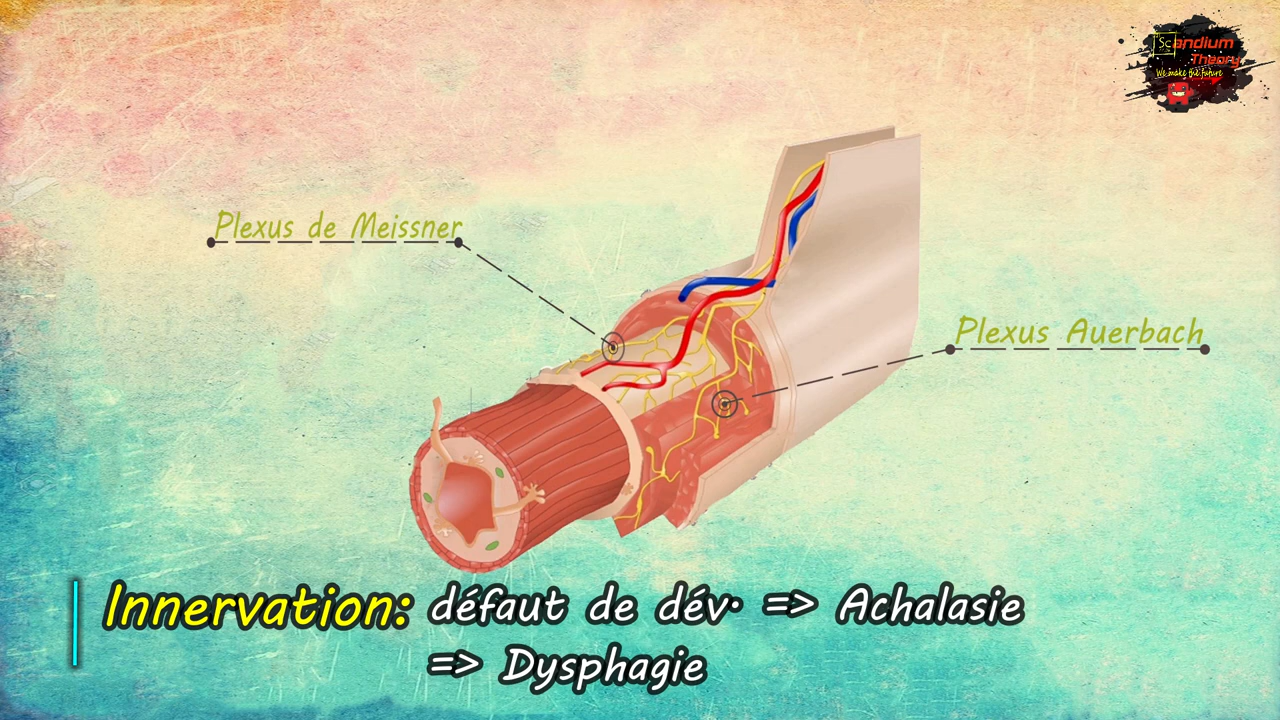 Scandium
Theory
We make the future
Plexus de Meissner
Plexus Auerbach
Innervation: défaut de dév· => Achalasie
=> Dysphagie